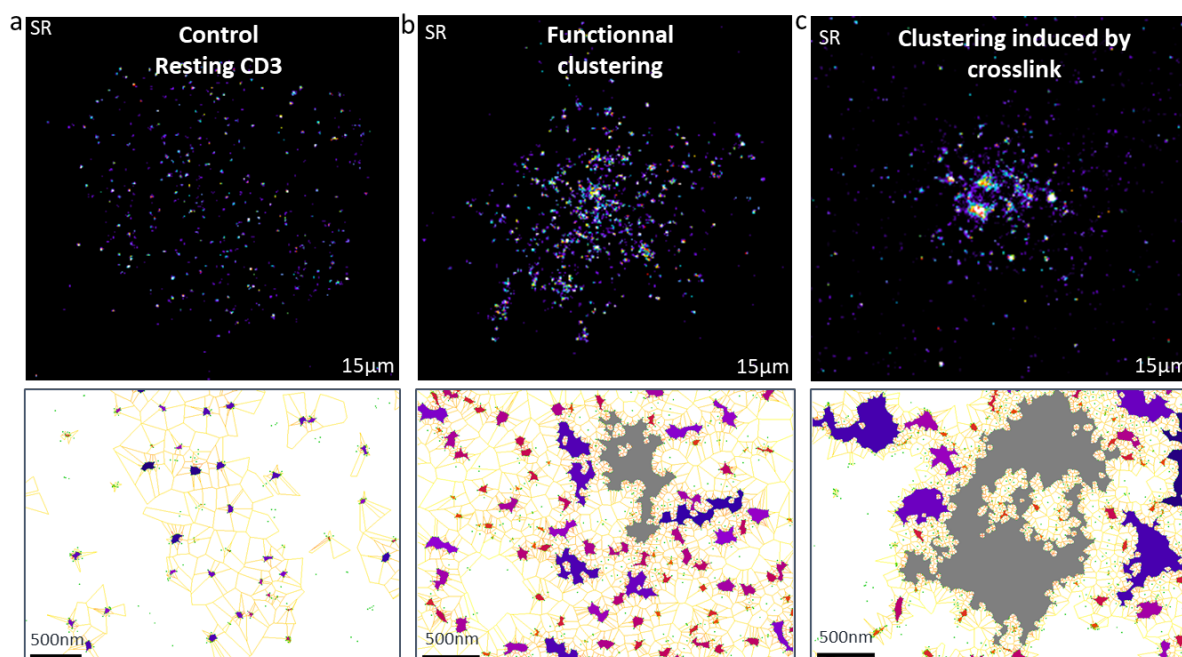 a
SR
Control
Resting CD3
15μm
b
SR
Functionnal
clustering
15μm
c
SR
Clustering induced by
crosslink
15μm
500nm
500nm
500nm